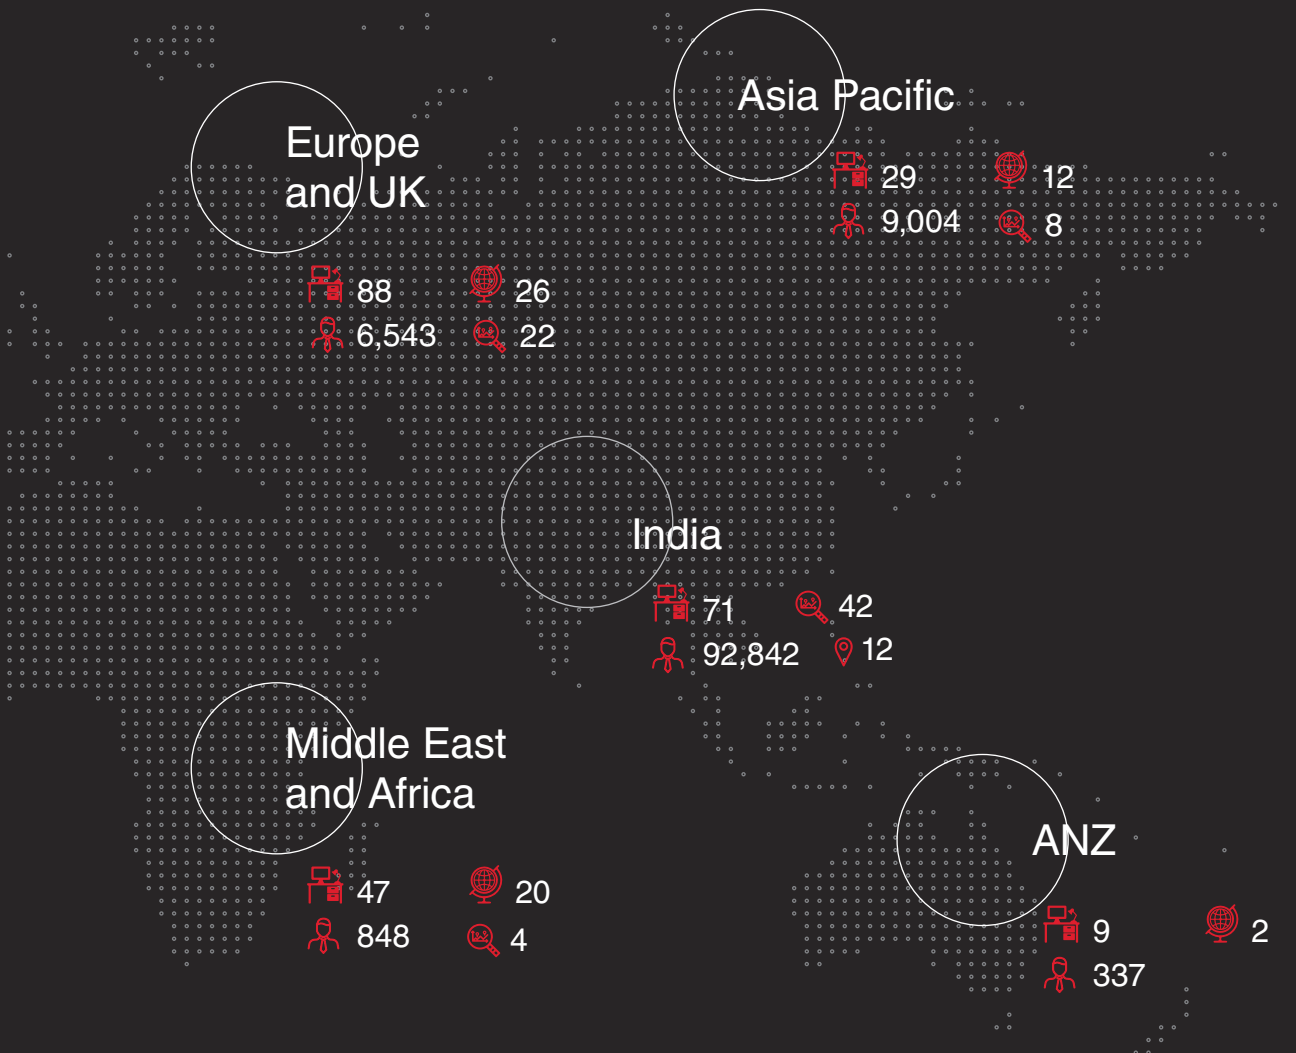 Asia Pacific
29 12
9,004 8
Europe
and UK
88 26
6,543 22
India
71 42
92,842 12
Middle East
and Africa
47 20
848 4
ANZ
9 2
337